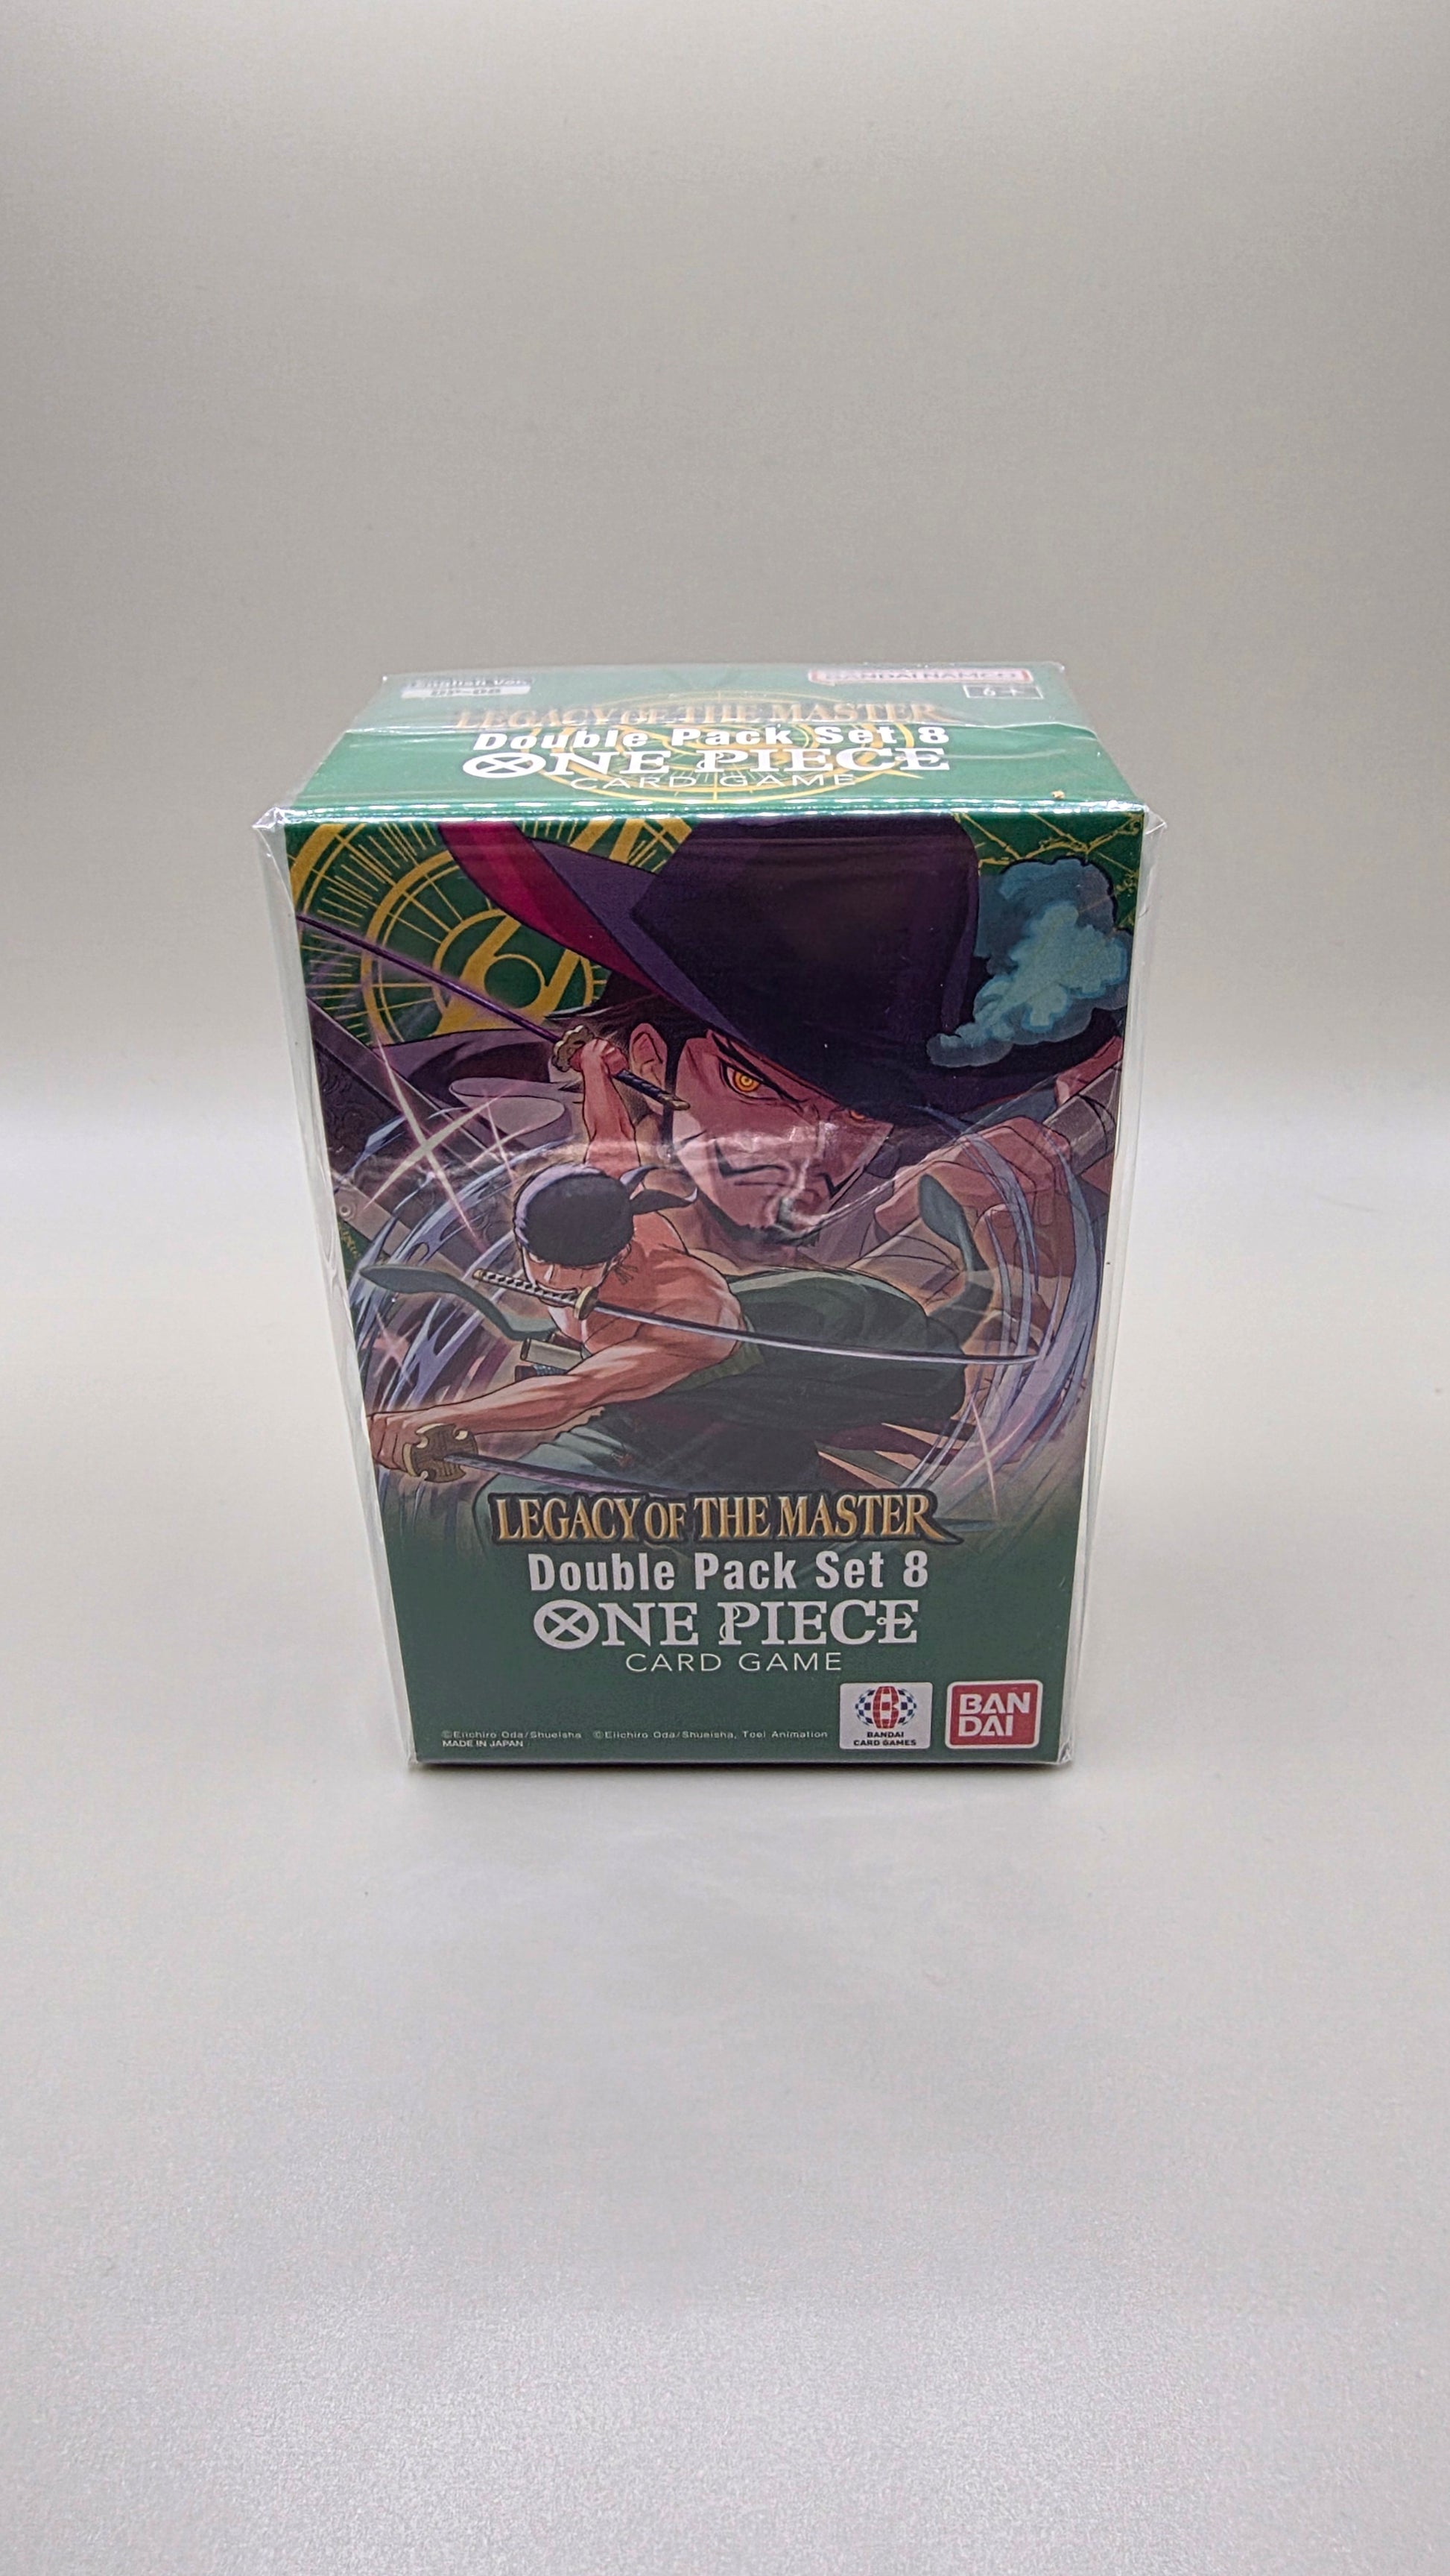 English Ver.
DP-08
BANDAI NAMCO
6+
LEGACY OF THE MASTER
Double Pack Set 8
ONE PIECE
CARD GAME
LEGACY OF THE MASTER
Double Pack Set 8
ONE PIECE
CARD GAME
©Eiichiro Oda/Shueisha ©Eiichiro Oda/Shueisha, Toei Animation
MADE IN JAPAN
BANDAI
CARD GAMES
BAN
DAI